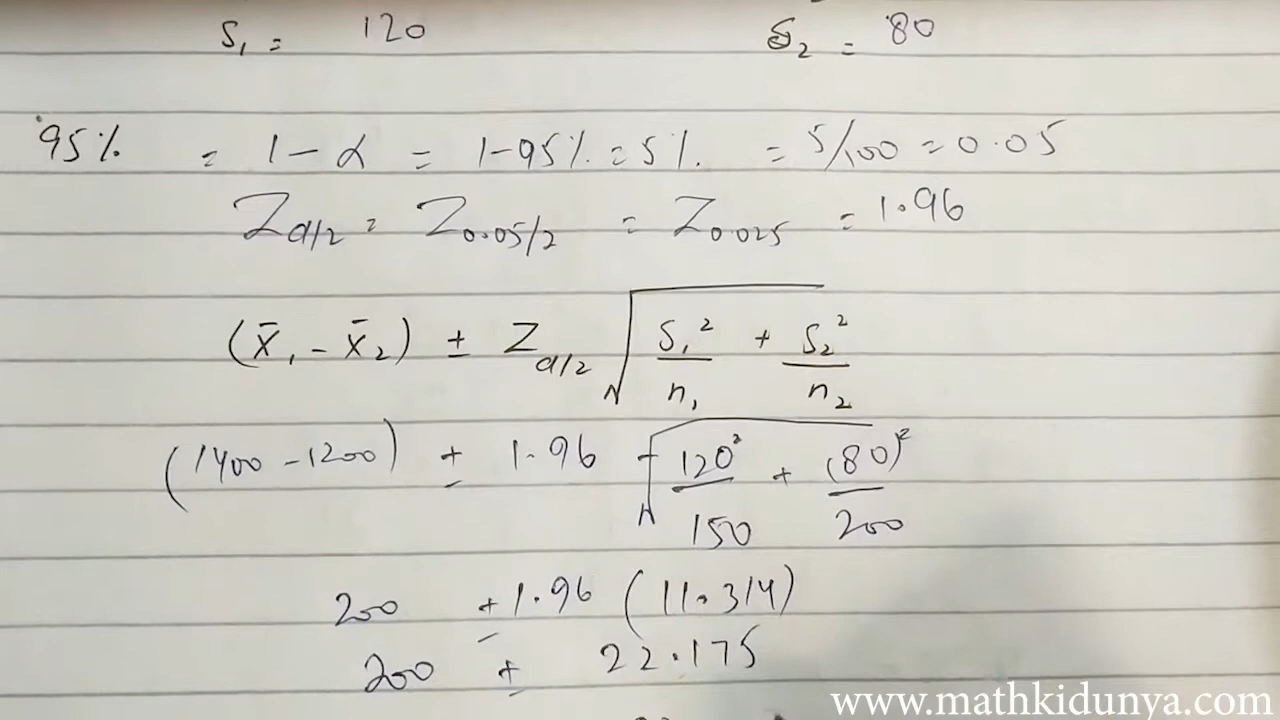 S₁ = 120 S₂ = 80
95% = 1-α = 1-95% = 5% = 5/100 = 0.05
Zα/2 = Z0.05/2 = Z0.025 = 1.96
(x̄₁ - x̄₂) ± Zα/2 √(S₁²/n₁ + S₂²/n₂)
(1400 - 1200) ± 1.96 √(120²/150 + (80)²/200)
200 ± 1.96 (11.314)
200 ± 22.175
www.mathkidunya.com